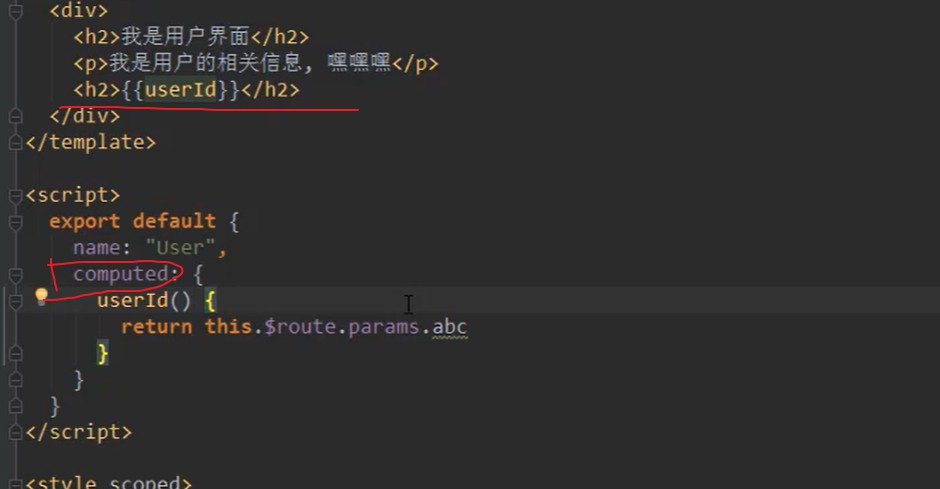 <div>
<h2>我是用户界面</h2>
<p>我是用户的相关信息, 嘿嘿嘿</p>
<h2>{{userId}}</h2>
</div>
</template>
<script>
export default {
name: "User",
computed: {
userId() {
return this.$route.params.abc
}
}
}
</script>
<style scoped>